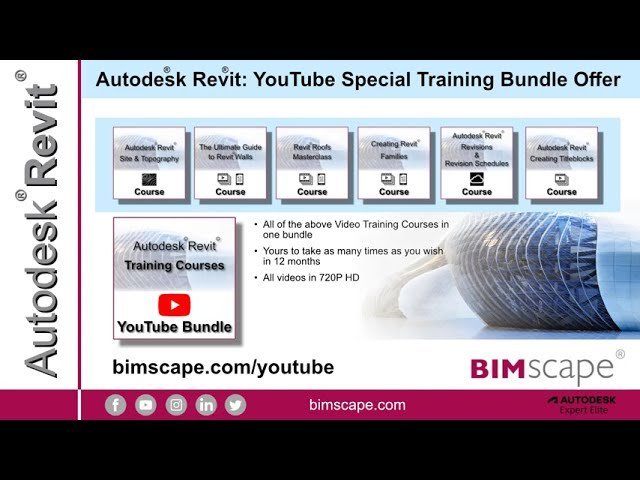 Autodesk® Revit®
Autodesk® Revit®: YouTube Special Training Bundle Offer
Autodesk Revit®
Site & Topography
Course
The Ultimate Guide
to Revit® Walls
Course
Revit® Roofs
Masterclass
Course
Creating Revit®
Families
Course
Autodesk Revit®
Revisions
&
Revision Schedules
Course
Autodesk Revit®
Creating Titleblocks
Course
Autodesk® Revit®
Training Courses
YouTube Bundle
• All of the above Video Training Courses in
one bundle
• Yours to take as many times as you wish
in 12 months
• All videos in 720P HD
bimscape.com/youtube
BIMscape®
bimscape.com
AUTODESK
Expert Elite